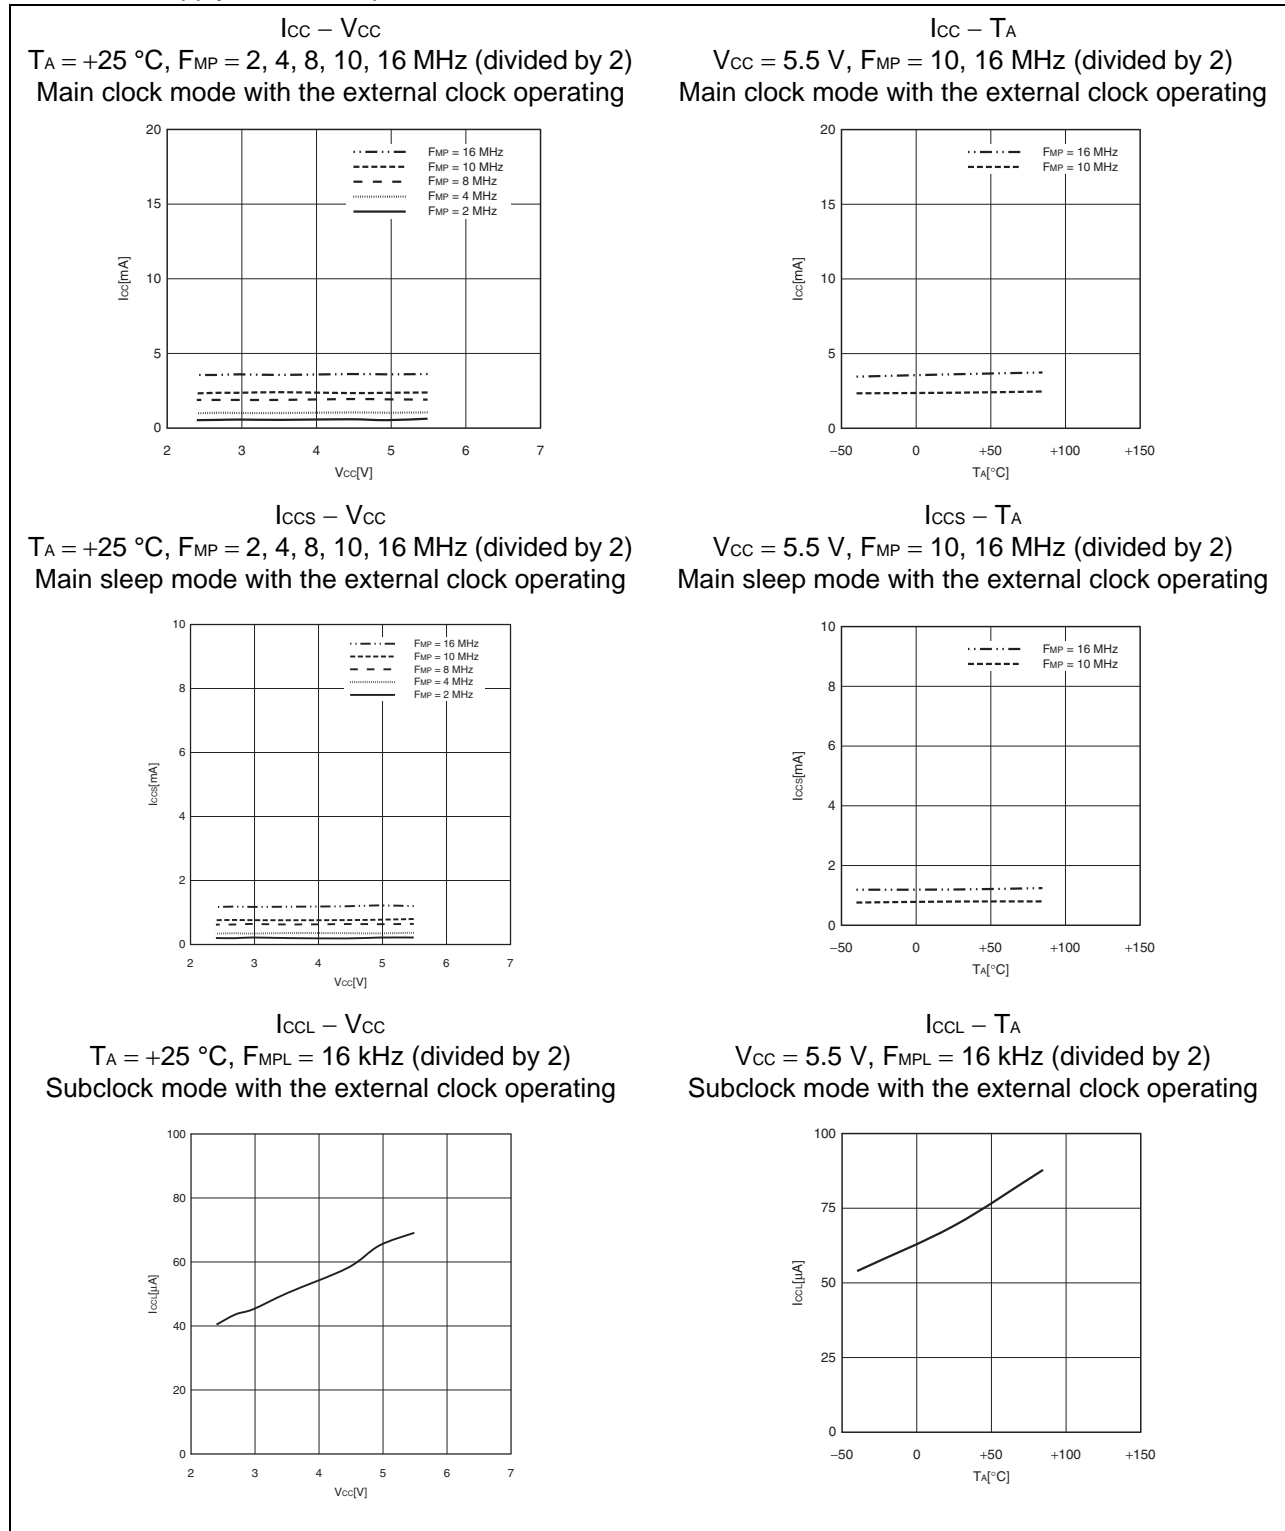 ICC − VCC
TA = +25 °C, FMP = 2, 4, 8, 10, 16 MHz (divided by 2)
Main clock mode with the external clock operating
20
15
10
5
0
ICC[mA]
FMP = 16 MHz
FMP = 10 MHz
FMP = 8 MHz
FMP = 4 MHz
FMP = 2 MHz
2 3 4 5 6 7
VCC[V]
ICC − TA
VCC = 5.5 V, FMP = 10, 16 MHz (divided by 2)
Main clock mode with the external clock operating
20
15
10
5
0
ICC[mA]
FMP = 16 MHz
FMP = 10 MHz
−50 0 +50 +100 +150
TA[°C]
ICCS − VCC
TA = +25 °C, FMP = 2, 4, 8, 10, 16 MHz (divided by 2)
Main sleep mode with the external clock operating
10
8
6
4
2
0
ICCS[mA]
FMP = 16 MHz
FMP = 10 MHz
FMP = 8 MHz
FMP = 4 MHz
FMP = 2 MHz
2 3 4 5 6 7
VCC[V]
ICCS − TA
VCC = 5.5 V, FMP = 10, 16 MHz (divided by 2)
Main sleep mode with the external clock operating
10
8
6
4
2
0
ICCS[mA]
FMP = 16 MHz
FMP = 10 MHz
−50 0 +50 +100 +150
TA[°C]
ICCL − VCC
TA = +25 °C, FMPL = 16 kHz (divided by 2)
Subclock mode with the external clock operating
100
80
60
40
20
0
ICCL[µA]
2 3 4 5 6 7
VCC[V]
ICCL − TA
VCC = 5.5 V, FMPL = 16 kHz (divided by 2)
Subclock mode with the external clock operating
100
75
50
25
0
ICCL[µA]
−50 0 +50 +100 +150
TA[°C]